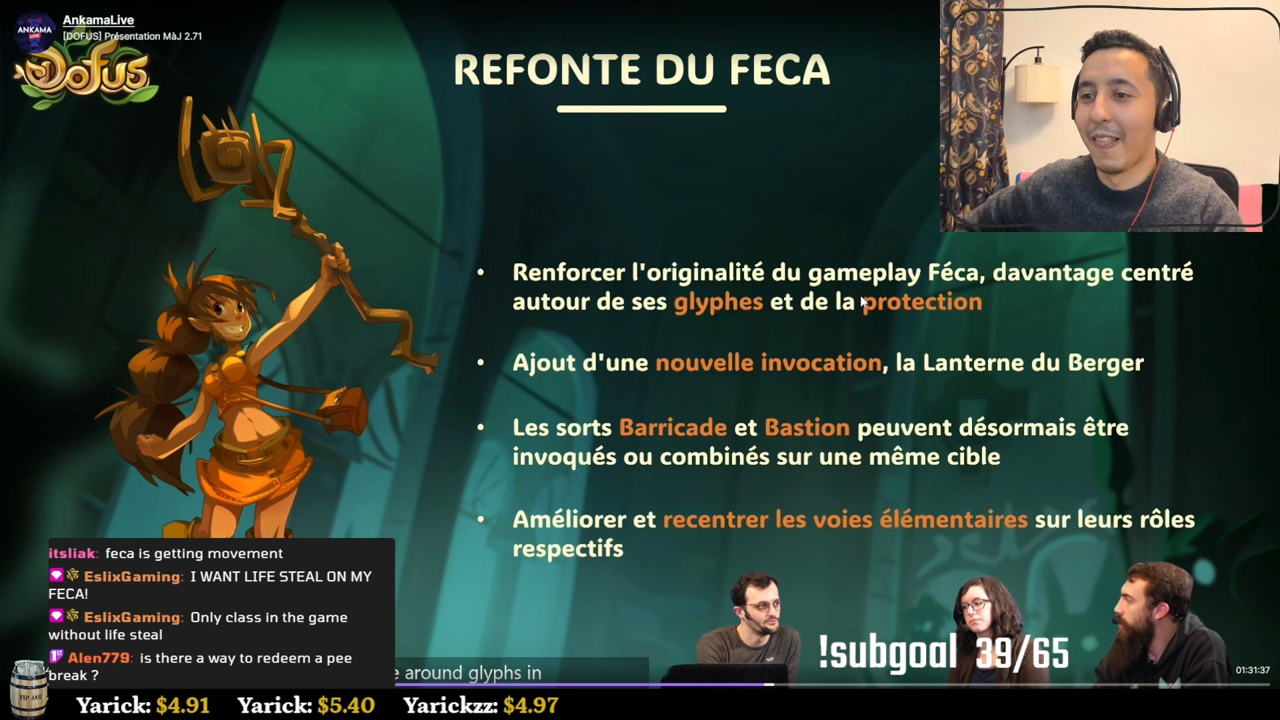 AnkamaLive
[DOFUS] Présentation MàJ 2.71
ANKAMA
LIVE
DOFUS
REFONTE DU FECA
• Renforcer l'originalité du gameplay Féca, davantage centré
autour de ses glyphes et de la protection
• Ajout d'une nouvelle invocation, la Lanterne du Berger
• Les sorts Barricade et Bastion peuvent désormais être
invoqués ou combinés sur une même cible
• Améliorer et recentrer les voies élémentaires sur leurs rôles
respectifs
itsliak: feca is getting movement
EslixGaming: I WANT LIFE STEAL ON MY
FECA!
EslixGaming: Only class in the game
without life steal
1st Alen779: is there a way to redeem a pee
break ?
e around glyphs in
!subgoal 39/65
01:31:37
TIP JAR
Yarick: $4.91 Yarick: $5.40 Yarickzz: $4.97